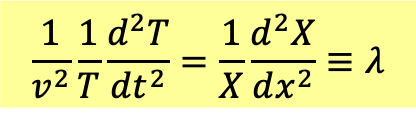 1/v² 1/T d²T/dt² = 1/X d²X/dx² ≡ λ